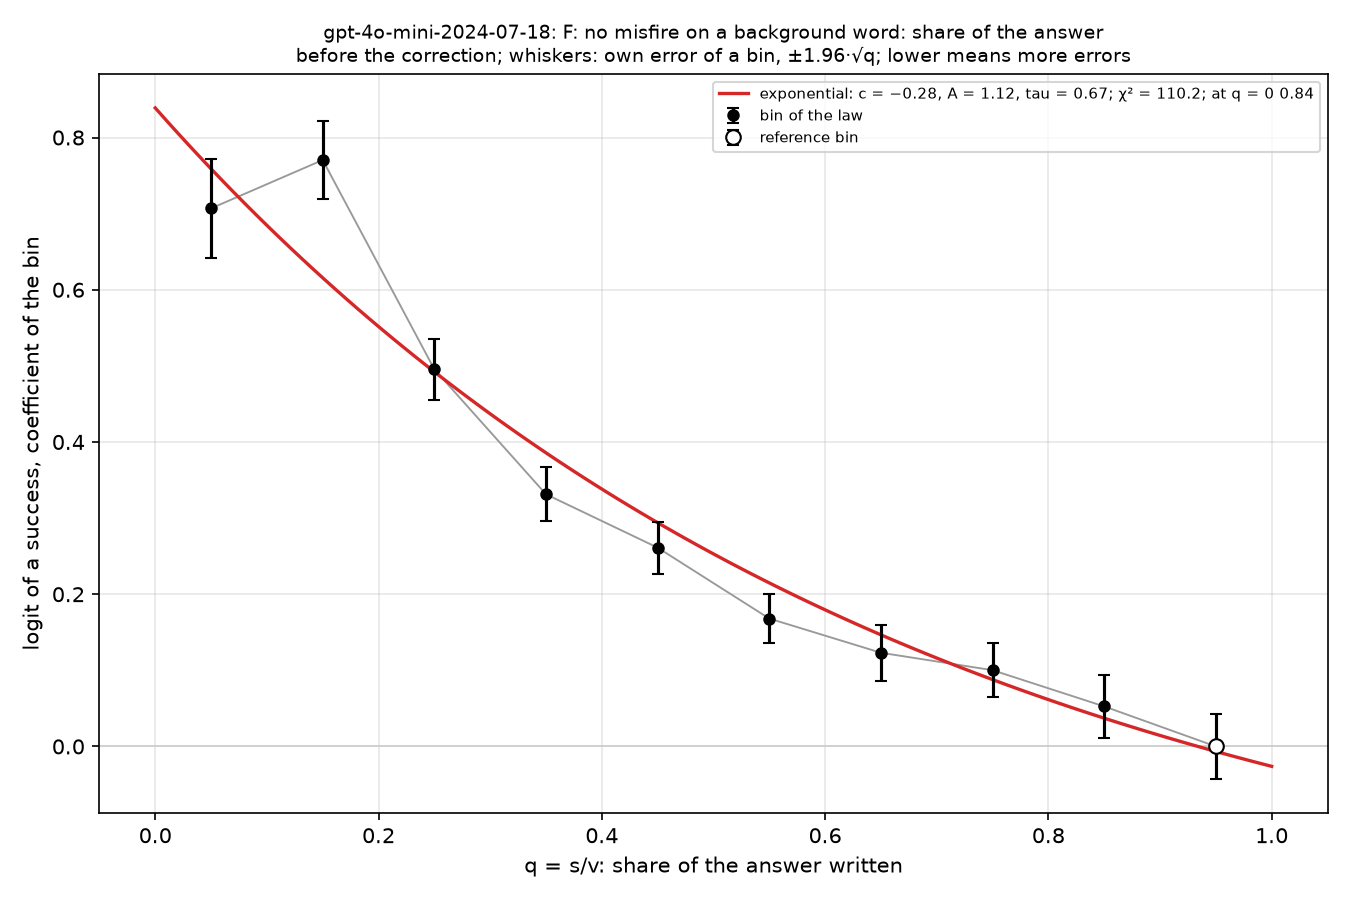 gpt-4o-mini-2024-07-18: F: no misfire on a background word: share of the answer
before the correction; whiskers: own error of a bin, ±1.96·√q; lower means more errors
exponential: c = −0.28, A = 1.12, tau = 0.67; χ² = 110.2; at q = 0 0.84
bin of the law
reference bin
logit of a success, coefficient of the bin
0.8
0.6
0.4
0.2
0.0
0.0 0.2 0.4 0.6 0.8 1.0
q = s/v: share of the answer written